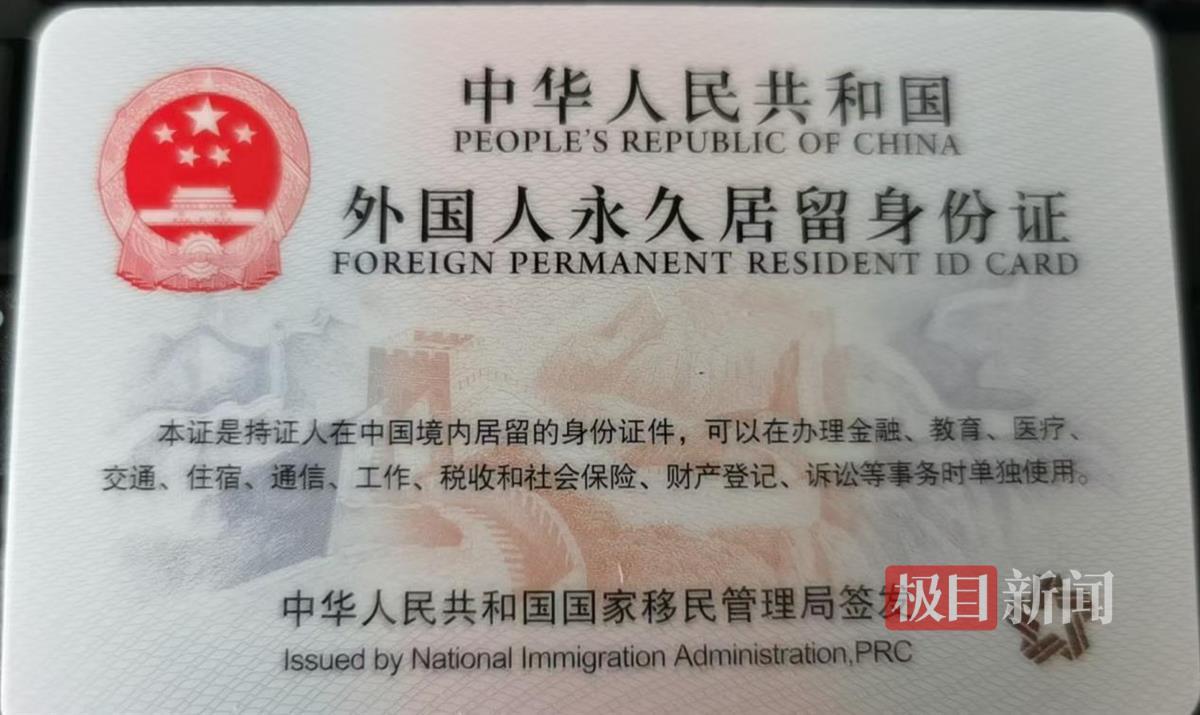 中华人民共和国
PEOPLE'S REPUBLIC OF CHINA
外国人永久居留身份证
FOREIGN PERMANENT RESIDENT ID CARD
本证是持证人在中国境内居留的身份证件，可以在办理金融、教育、医疗、
交通、住宿、通信、工作、税收和社会保险、财产登记、诉讼等事务时单独使用。
中华人民共和国国家移民管理局签发
极目新闻
Issued by National Immigration Administration,PRC